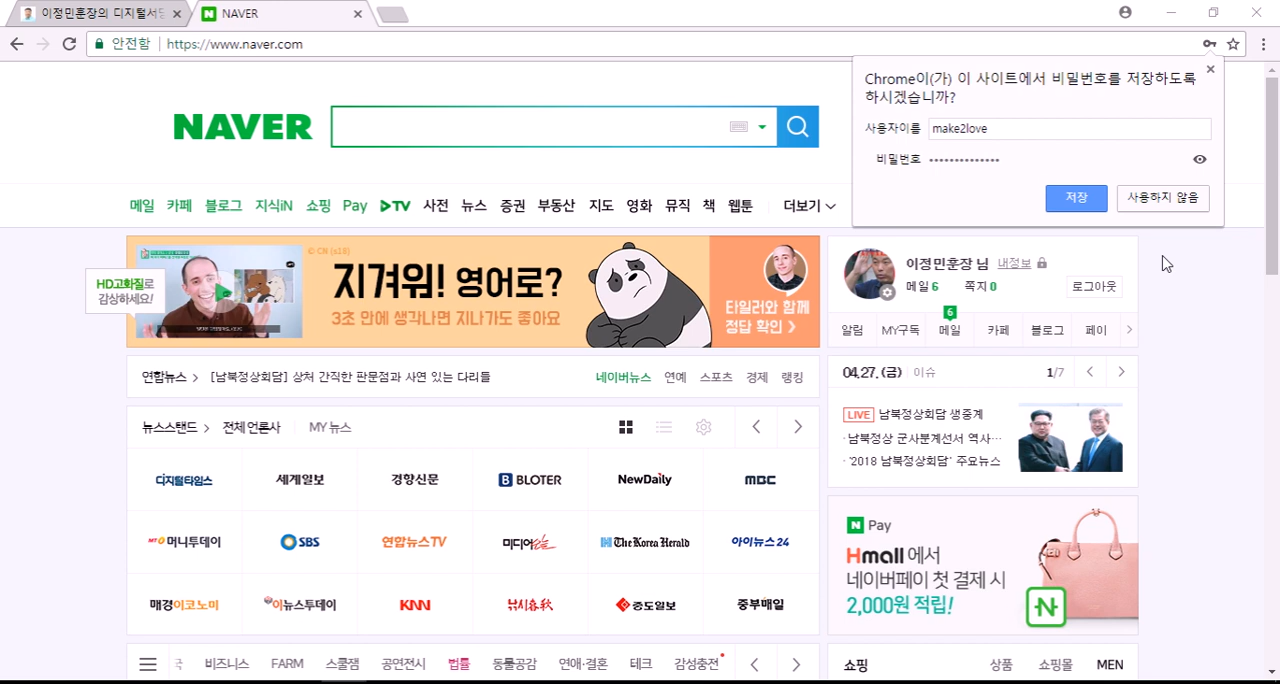 이정민훈장의 디지털서당
NAVER
안전함
https://www.naver.com
Chrome이(가) 이 사이트에서 비밀번호를 저장하도록
하시겠습니까?
사용자이름 make2love
비밀번호 ••••••••••••••
저장 사용하지 않음
NAVER
메일 카페 블로그 지식iN 쇼핑 Pay TV 사전 뉴스 증권 부동산 지도 영화 뮤직 책 웹툰 더보기
HD고화질로
감상하세요!
© CN (s18)
지겨워! 영어로?
3초 안에 생각나면 지나가도 좋아요
타일러와 함께
정답 확인 >
이정민훈장 님 내정보
메일 6 쪽지 0 로그아웃
6
알림 MY구독 메일 카페 블로그 페이
연합뉴스 > [남북정상회담] 상처 간직한 판문점과 사연 있는 다리들
네이버뉴스 연예 스포츠 경제 랭킹
04.27.(금) 이슈 1/7
LIVE 남북정상회담 생중계
· 남북정상 군사분계선서 역사…
· '2018 남북정상회담' 주요뉴스
뉴스스탠드 > 전체 언론사 MY 뉴스
디지털타임스 세계일보 경향신문 BLOTER NewDaily MBC
MT 머니투데이 SBS 연합뉴스TV 미디어오늘 The Korea Herald 아이뉴스24
매경이코노미 이뉴스투데이 KNN 낚시춘추 중도일보 중부매일
N Pay
Hmall에서
네이버페이 첫 결제 시
2,000원 적립!
비즈니스 FARM 스쿨잼 공연전시 법률 동물공감 연애·결혼 테크 감성충전
쇼핑 상품 쇼핑몰 MEN